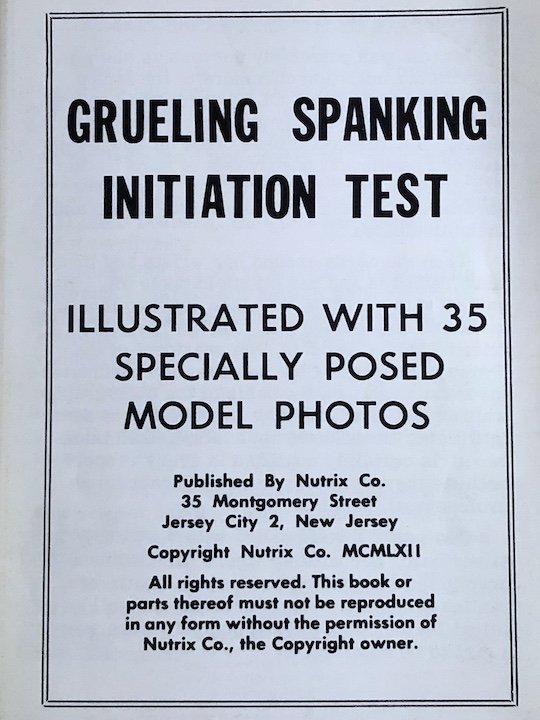 GRUELING SPANKING
INITIATION TEST
ILLUSTRATED WITH 35
SPECIALLY POSED
MODEL PHOTOS
Published By Nutrix Co.
35 Montgomery Street
Jersey City 2, New Jersey
Copyright Nutrix Co. MCMLXII
All rights reserved. This book or
parts thereof must not be reproduced
in any form without the permission of
Nutrix Co., the Copyright owner.